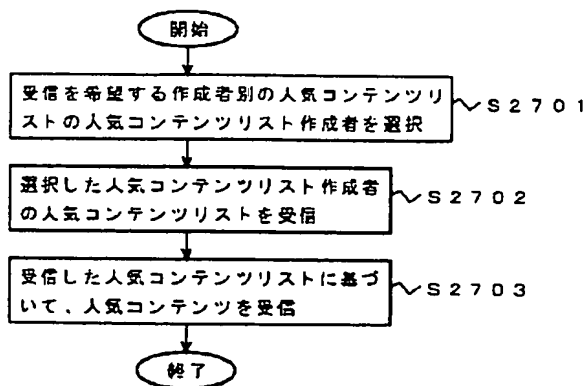 開始
受信を希望する作成者別の人気コンテンツリ
ストの人気コンテンツリスト作成者を選択
S2701
選択した人気コンテンツリスト作成者
の人気コンテンツリストを受信
S2702
受信した人気コンテンツリストに基づ
いて、人気コンテンツを受信
S2703
終了